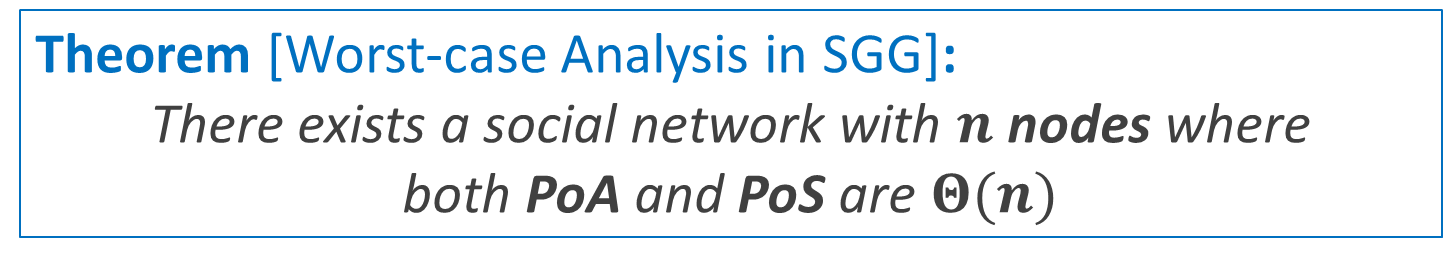 Theorem [Worst-case Analysis in SGG]:
There exists a social network with n nodes where
both PoA and PoS are Θ(n)